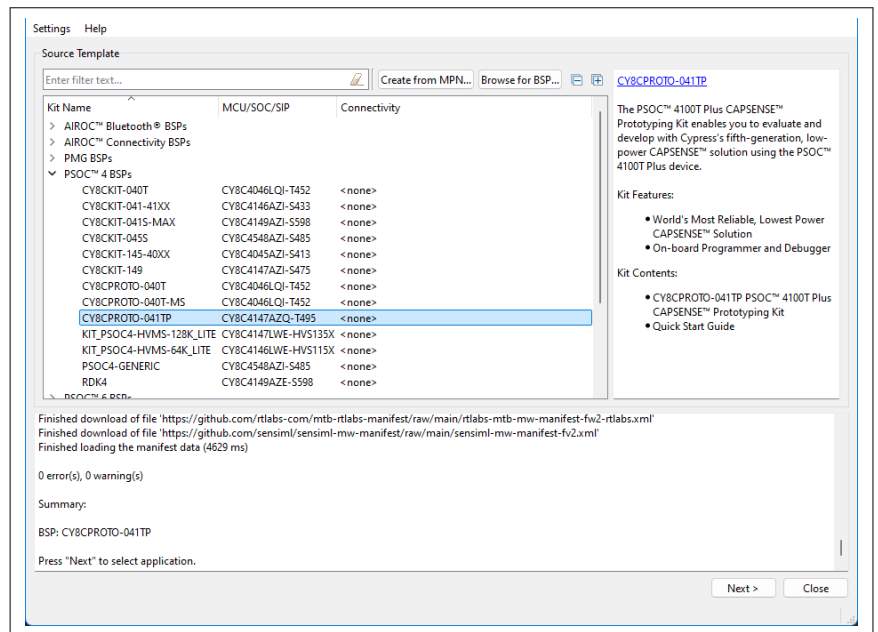 Settings Help
Source Template
Enter filter text...
Create from MPN... Browse for BSP...
Kit Name MCU/SOC/SIP Connectivity
AIROC™ Bluetooth® BSPs
AIROC™ Connectivity BSPs
PMG BSPs
PSOC™ 4 BSPs
CY8CKIT-040T CY8C4046LQI-T452 <none>
CY8CKIT-041-41XX CY8C4146AZI-S433 <none>
CY8CKIT-041S-MAX CY8C4149AZI-S598 <none>
CY8CKIT-045S CY8C4548AZI-S485 <none>
CY8CKIT-145-40XX CY8C4045AZI-S413 <none>
CY8CKIT-149 CY8C4147AZI-S475 <none>
CY8CPROTO-040T CY8C4046LQI-T452 <none>
CY8CPROTO-040T-MS CY8C4046LQI-T452 <none>
CY8CPROTO-041TP CY8C4147AZQ-T495 <none>
KIT_PSOC4-HVMS-128K_LITE CY8C4147LWE-HVS135X <none>
KIT_PSOC4-HVMS-64K_LITE CY8C4146LWE-HVS115X <none>
PSOC4-GENERIC CY8C4548AZI-S485 <none>
RDK4 CY8C4149AZE-S598 <none>
PSOC™ 6 BSPs
CY8CPROTO-041TP
The PSOC™ 4100T Plus CAPSENSE™
Prototyping Kit enables you to evaluate and
develop with Cypress's fifth-generation, low-
power CAPSENSE™ solution using the PSOC™
4100T Plus device.
Kit Features:
• World's Most Reliable, Lowest Power
CAPSENSE™ Solution
• On-board Programmer and Debugger
Kit Contents:
• CY8CPROTO-041TP PSOC™ 4100T Plus
CAPSENSE™ Prototyping Kit
• Quick Start Guide
Finished download of file 'https://github.com/rtlabs-com/mtb-rtlabs-manifest/raw/main/rtlabs-mtb-mw-manifest-fw2-rtlabs.xml'
Finished download of file 'https://github.com/sensiml/sensiml-mw-manifest/raw/main/sensiml-mw-manifest-fv2.xml'
Finished loading the manifest data (4629 ms)
0 error(s), 0 warning(s)
Summary:
BSP: CY8CPROTO-041TP
Press "Next" to select application.
Next > Close